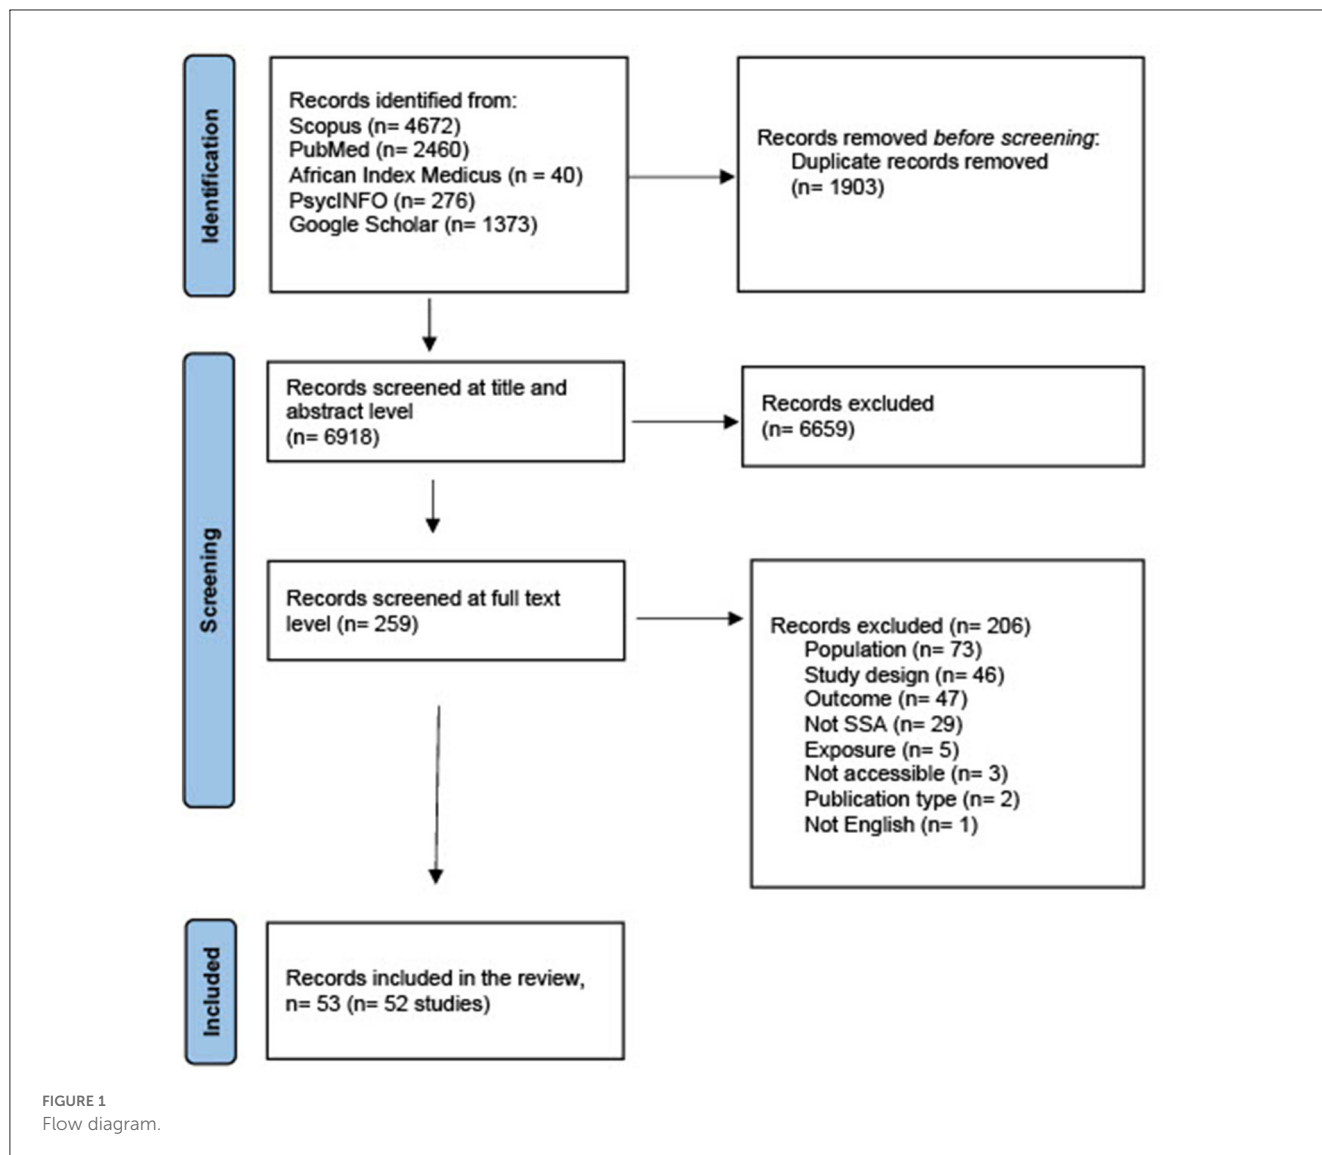 Identification
Records identified from:
Scopus (n= 4672)
PubMed (n= 2460)
African Index Medicus (n = 40)
PsycINFO (n= 276)
Google Scholar (n= 1373)
Records removed before screening:
Duplicate records removed
(n= 1903)
Screening
Records screened at title and
abstract level
(n= 6918)
Records excluded
(n= 6659)
Records screened at full text
level (n= 259)
Records excluded (n= 206)
Population (n= 73)
Study design (n= 46)
Outcome (n= 47)
Not SSA (n= 29)
Exposure (n= 5)
Not accessible (n= 3)
Publication type (n= 2)
Not English (n= 1)
Included
Records included in the review,
n= 53 (n= 52 studies)
FIGURE 1
Flow diagram.